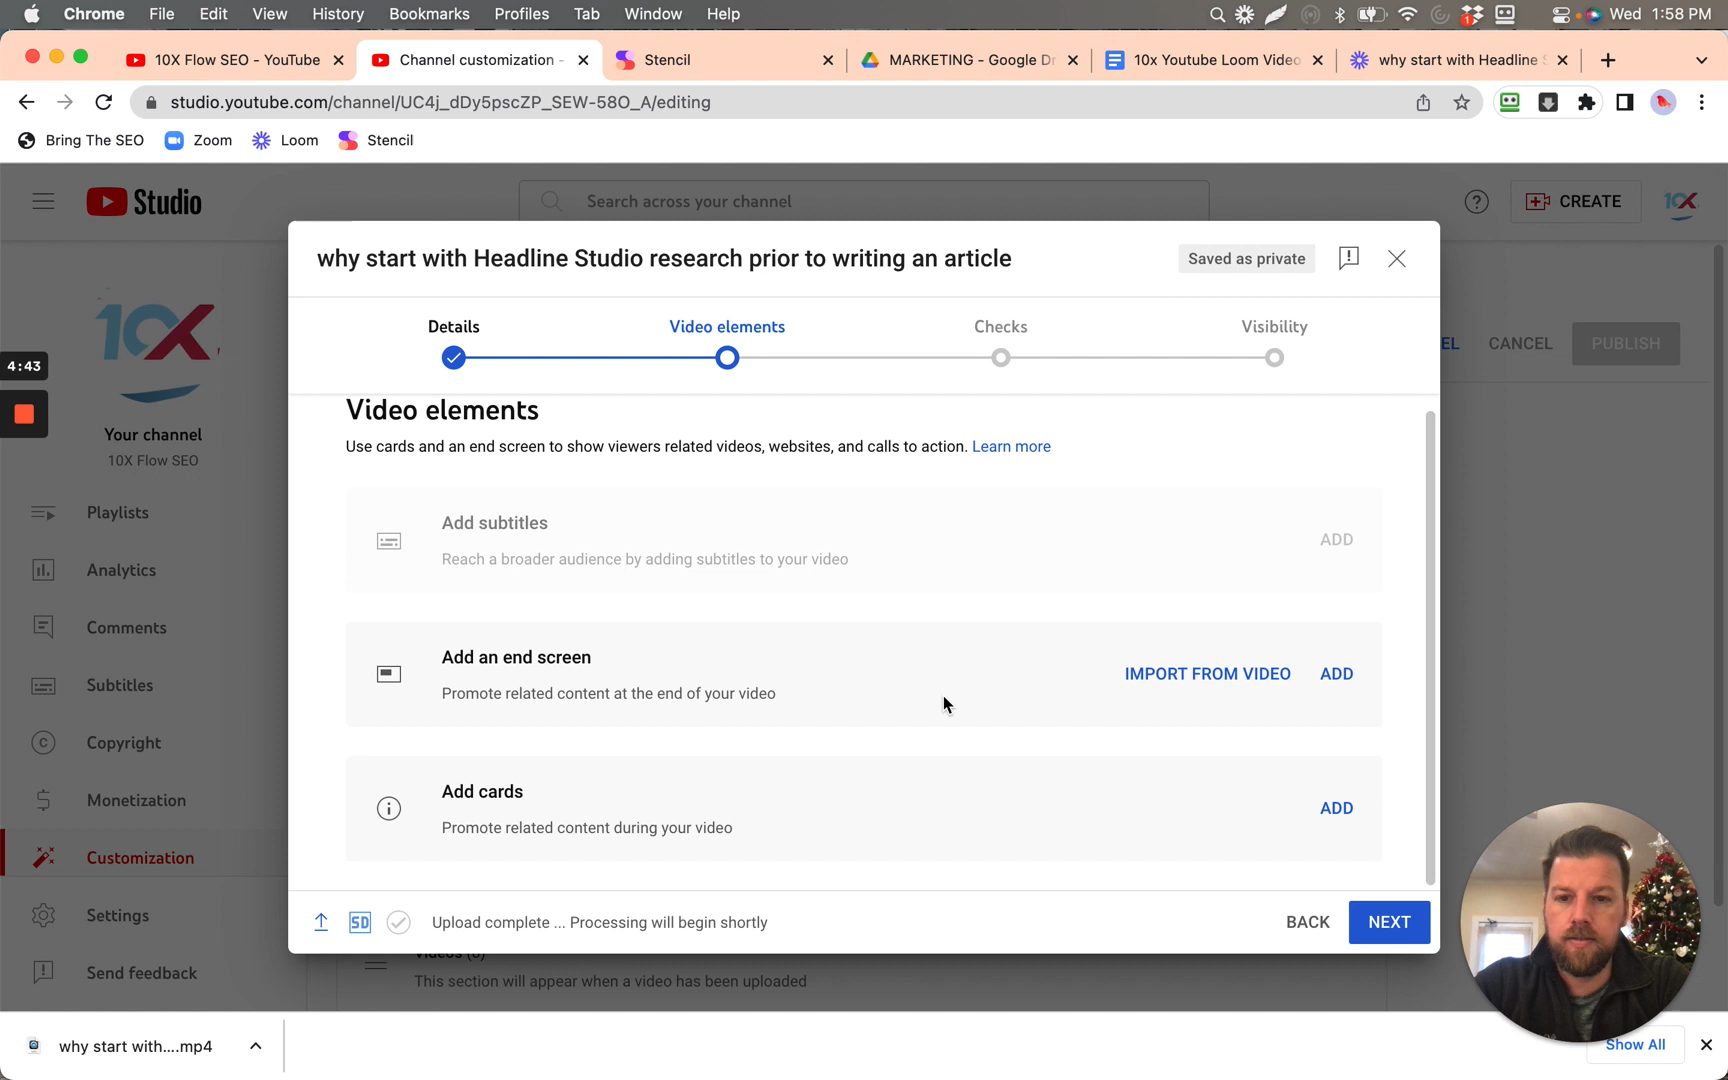 Chrome File Edit View History Bookmarks Profiles Tab Window Help Wed 1:58 PM
10X Flow SEO - YouTube Channel customization - Stencil MARKETING - Google Dr 10x Youtube Loom Video why start with Headline S
studio.youtube.com/channel/UC4j_dDy5pscZP_SEW-58O_A/editing
Bring The SEO Zoom Loom Stencil
Studio
Search across your channel
CREATE
10X
why start with Headline Studio research prior to writing an article
Saved as private
Details Video elements Checks Visibility
10X
EL CANCEL PUBLISH
4:43
Video elements
Use cards and an end screen to show viewers related videos, websites, and calls to action. Learn more
Your channel
10X Flow SEO
Playlists
Analytics
Comments
Subtitles
Copyright
Monetization
Customization
Settings
Send feedback
Add subtitles
Reach a broader audience by adding subtitles to your video
ADD
Add an end screen
Promote related content at the end of your video
IMPORT FROM VIDEO ADD
Add cards
Promote related content during your video
ADD
SD Upload complete ... Processing will begin shortly
BACK NEXT
Videos (0)
This section will appear when a video has been uploaded
why start with....mp4
Show All